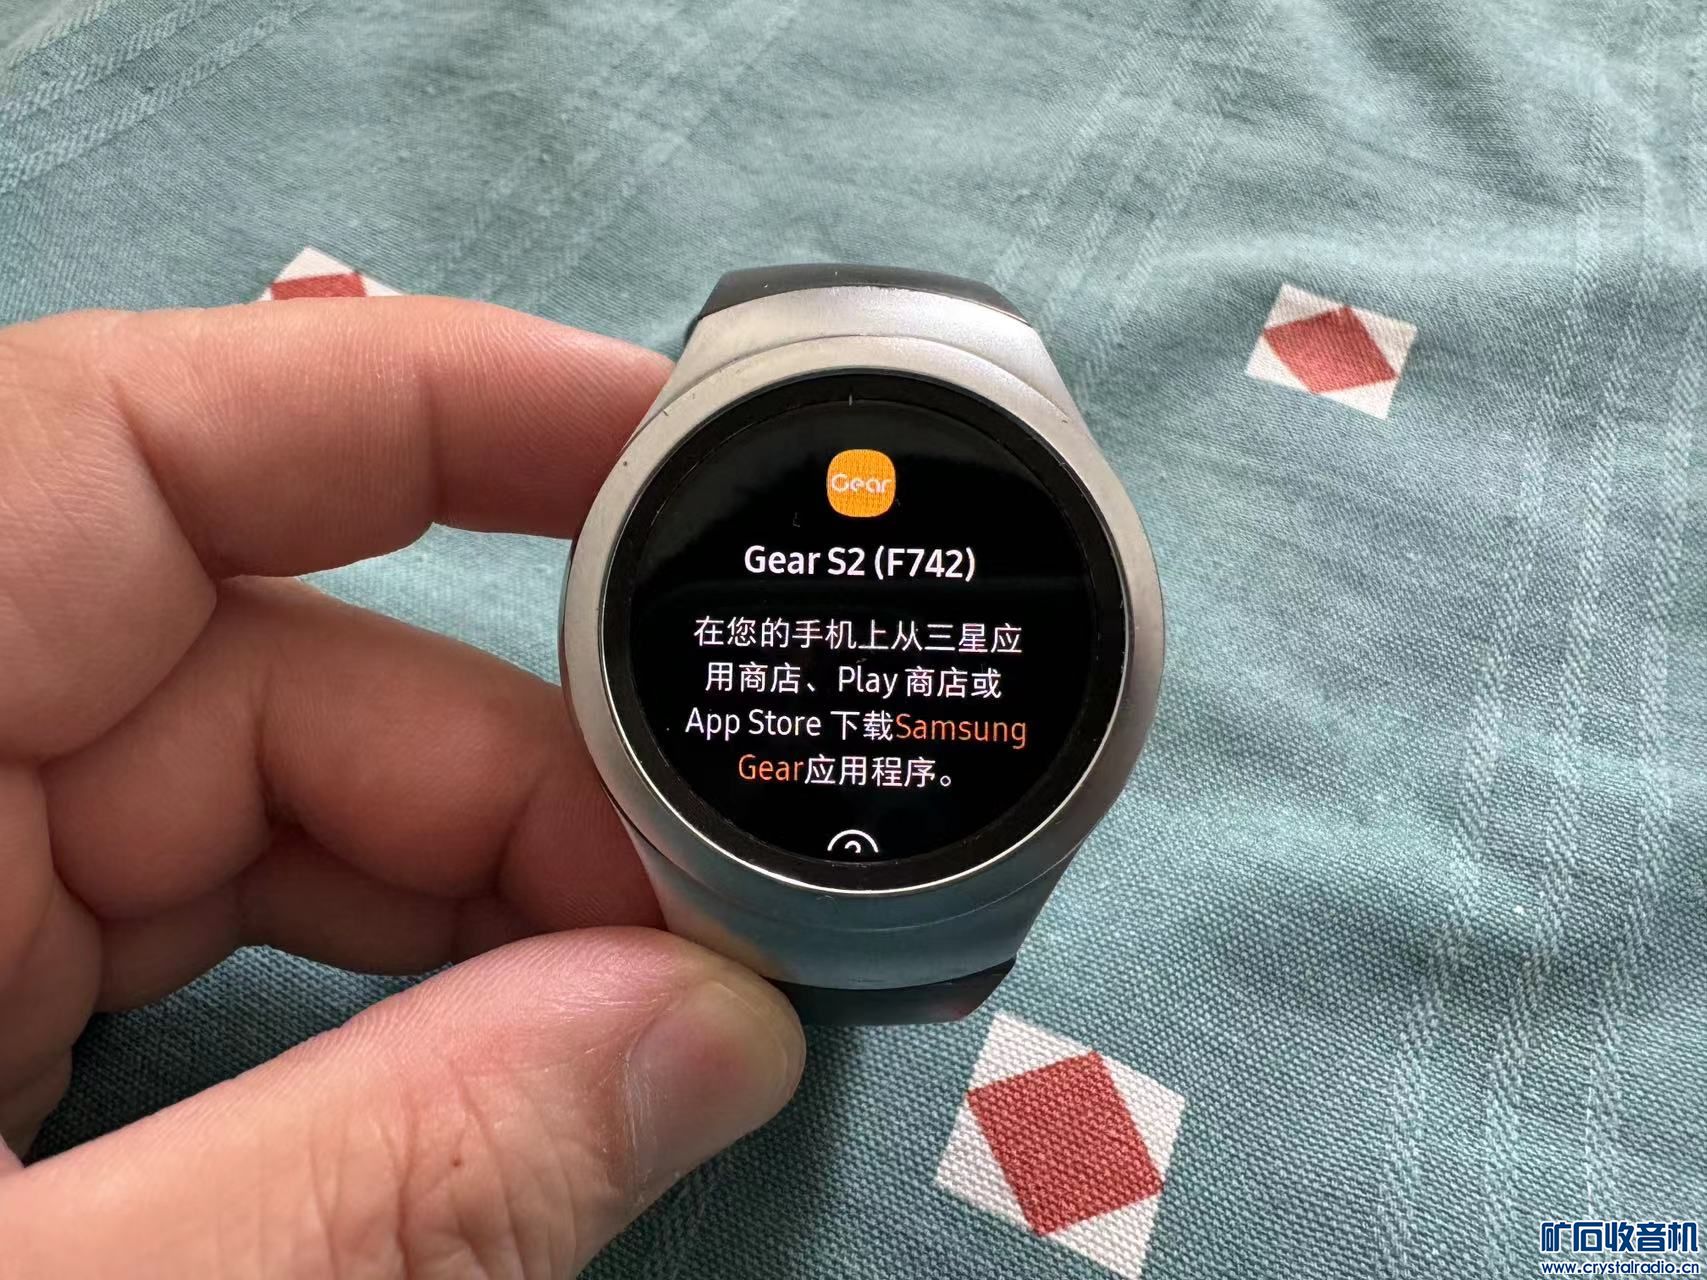 Gear
Gear S2 (F742)
在您的手机上从三星应
用商店、Play 商店或
App Store 下载Samsung
Gear应用程序。
?
矿石收音机
www.crystalradio.cn